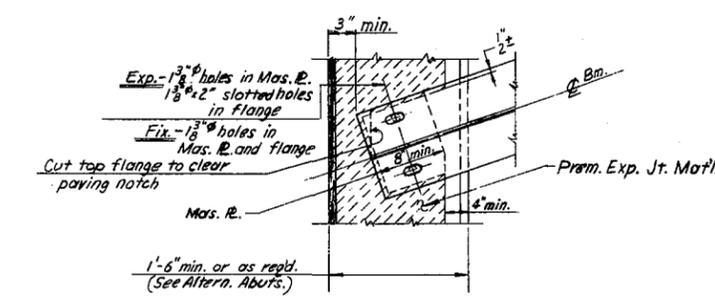 3" min.
1/2" ±
Exp.-1 3/8"ϕ holes in Mas. PL.
1 3/8"ϕ x 2" slotted holes
in flange
Fix.-1 3/8"ϕ holes in
Mas. PL and flange
Cut top flange to clear
paving notch
Mas. PL.
℄ Bm.
8" min.
Prem. Exp. Jt. Mat'l
4" min.
1'-6" min. or as reqd.
(See Altern. Abuts.)